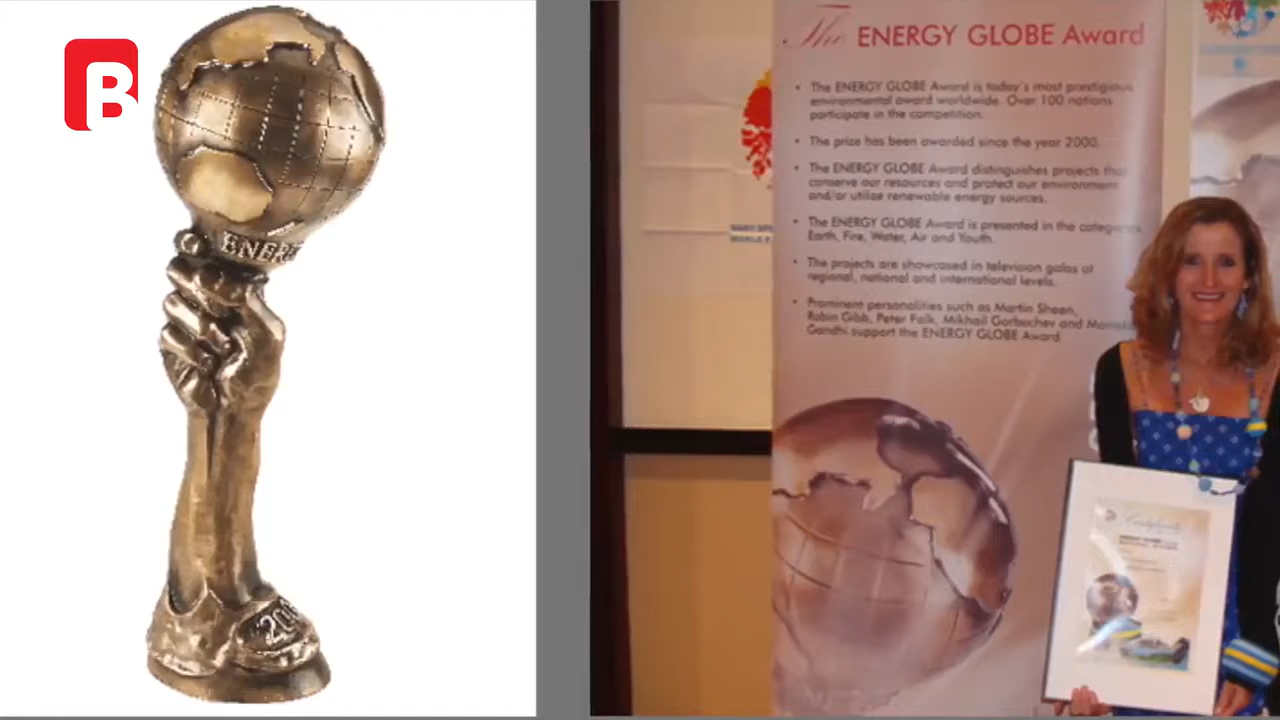 B
ENERG
200
The ENERGY GLOBE Award
• The ENERGY GLOBE Award is today's most prestigious
environmental award worldwide. Over 100 nations
participate in the competition.
• The prize has been awarded since the year 2000.
• The ENERGY GLOBE Award distinguishes projects that
conserve our resources and protect our environment
and/or utilize renewable energy sources.
• The ENERGY GLOBE Award is presented in the categories
Earth, Fire, Water, Air and Youth.
• The projects are showcased in television galas at
regional, national and international levels.
• Prominent personalities such as Martin Sheen,
Robin Gibb, Peter Falk, Mikhail Gorbachev and Maneka
Gandhi support the ENERGY GLOBE Award
Certificate